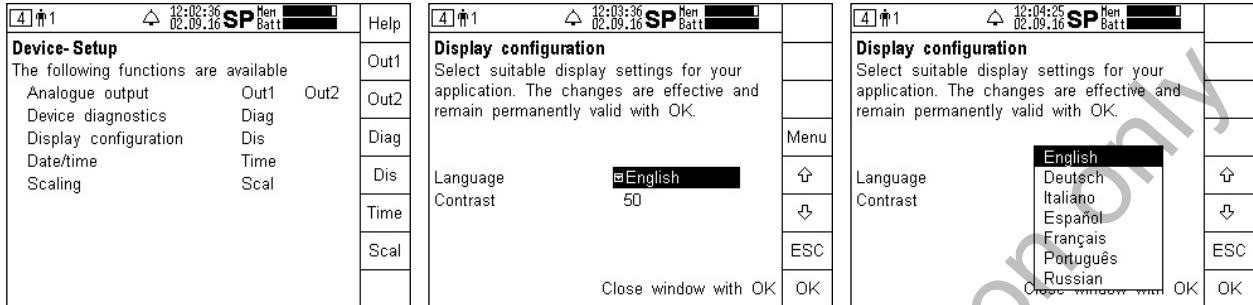 4 1 12:02:36 02.09.16 SP Mem Batt
Help
Device-Setup
The following functions are available
Out1
Analogue output Out1 Out2
Out2
Device diagnostics Diag
Display configuration Dis
Diag
Date/time Time
Scaling Scal
Dis
Time
Scal
4 1 12:03:36 02.09.16 SP Mem Batt
Display configuration
Select suitable display settings for your
application. The changes are effective and
remain permanently valid with OK.
Menu
Language English
Contrast 50
ESC
Close window with OK OK
4 1 12:04:25 02.09.16 SP Mem Batt
Display configuration
Select suitable display settings for your
application. The changes are effective and
remain permanently valid with OK.
Language
Contrast
English
Deutsch
Italiano
Español
Français
Português
Russian
ESC
Close window with OK OK
on only